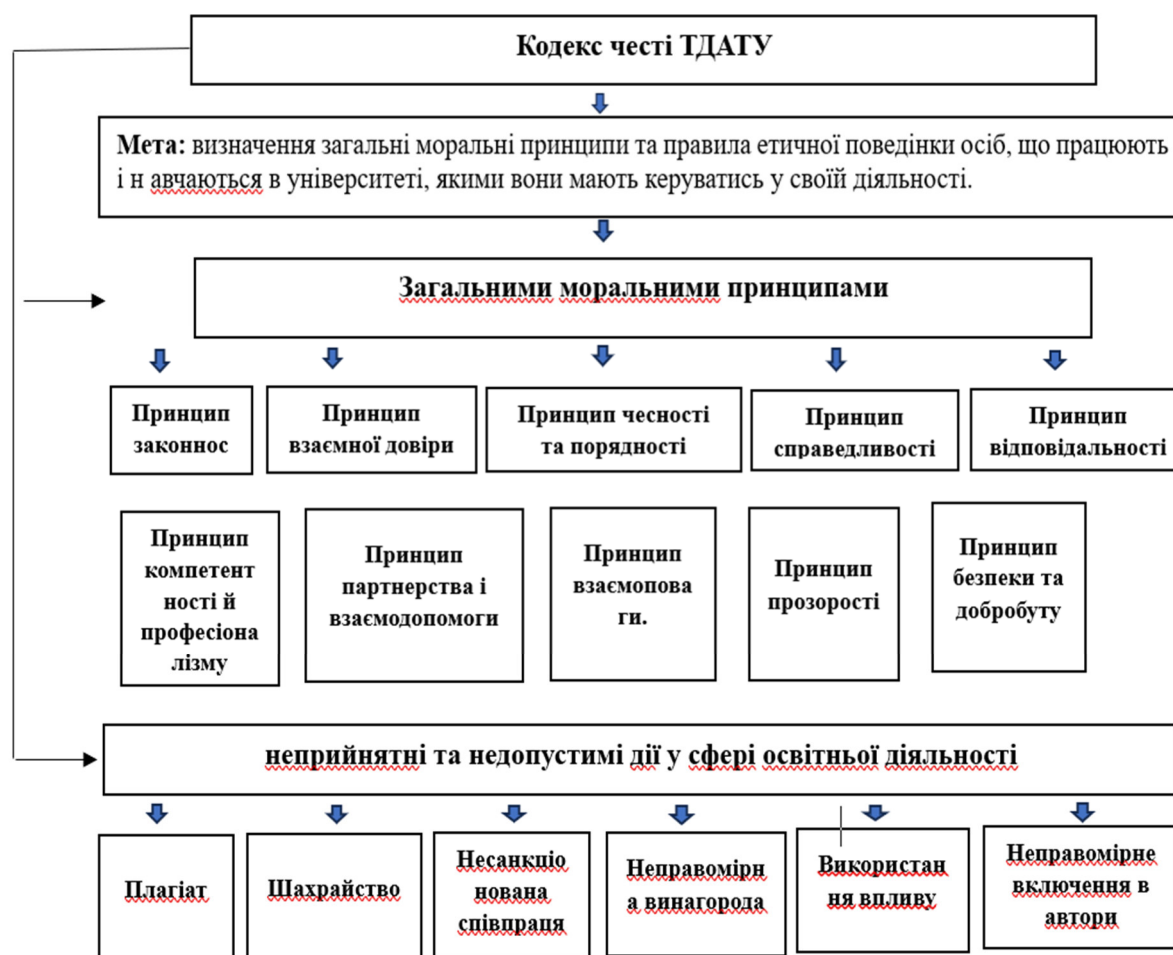 Кодекс честі ТДАТУ
Мета: визначення загальні моральні принципи та правила етичної поведінки осіб, що працюють
і н авчаються в університеті, якими вони мають керуватись у своїй діяльності.
Загальними моральними принципами
Принцип
законнос
Принцип
взаємної довіри
Принцип чесності
та порядності
Принцип
справедливості
Принцип
відповідальності
Принцип
компетент
ності й
професіона
лізму
Принцип
партнерства і
взаємодопомоги
Принцип
взаємопова
ги.
Принцип
прозорості
Принцип
безпеки та
добробуту
неприйнятні та недопустимі дії у сфері освітньої діяльності
Плагіат
Шахрайство
Несанкціо
нована
співпраця
Неправомірн
а винагорода
Використан
ня впливу
Неправомірне
включення в
автори